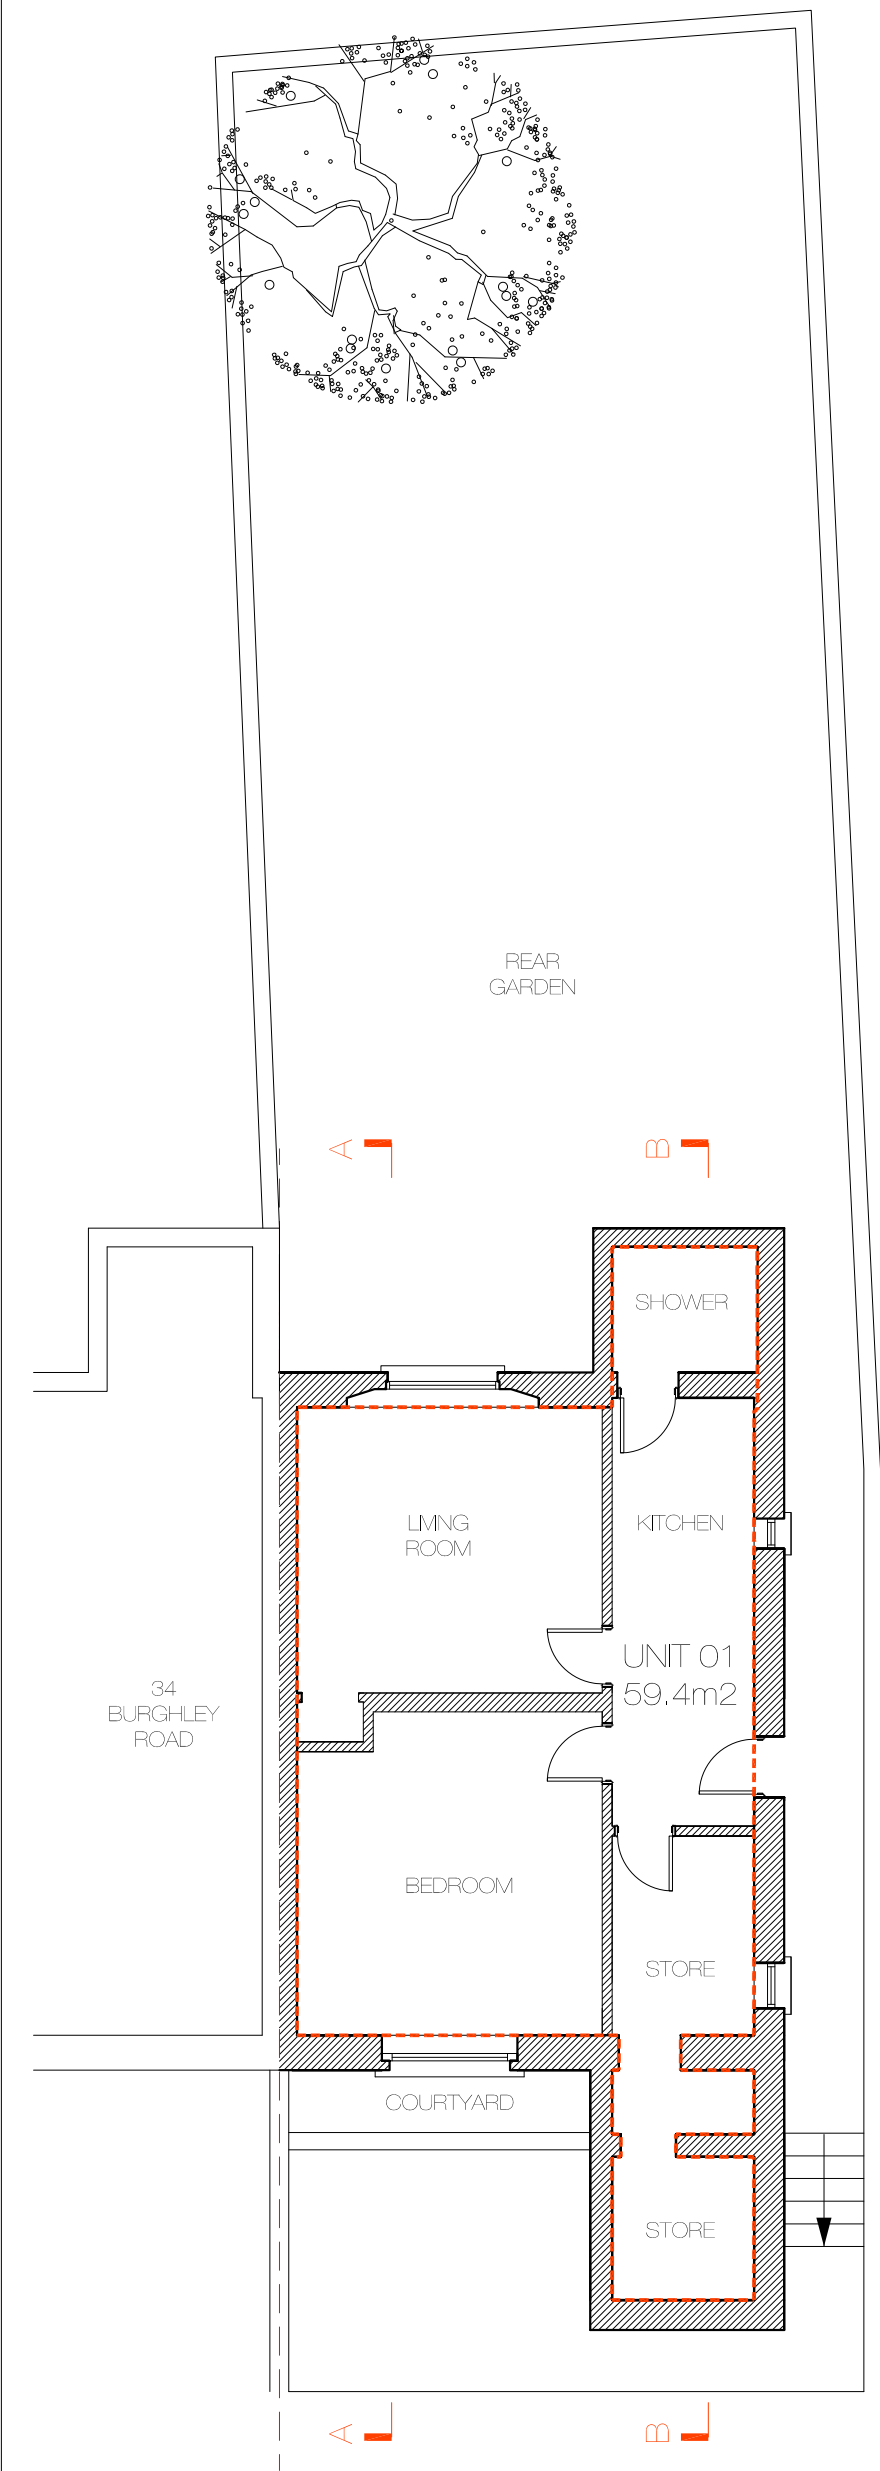 REAR
GARDEN
A
B
SHOWER
LIVING
ROOM
KITCHEN
UNIT 01
59.4m2
34
BURGHLEY
ROAD
BEDROOM
STORE
COURTYARD
STORE
A
B